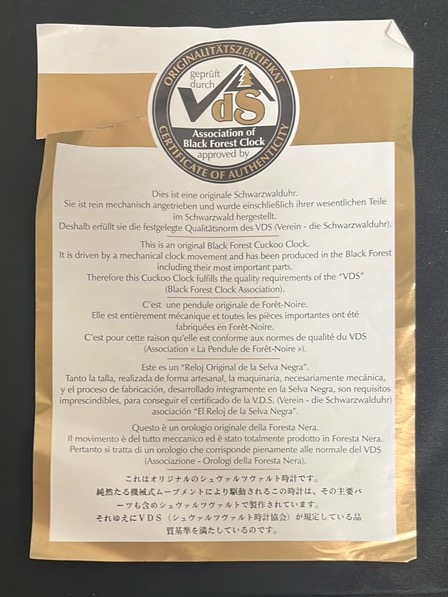 ORIGINALITÄTSZERTIFIKAT
geprüft
durch
VdS
Association of
Black Forest Clock
approved by
CERTIFICATE OF AUTHENTICITY
Dies ist eine originale Schwarzwalduhr.
Sie ist rein mechanisch angetrieben und wurde einschließlich ihrer wesentlichen Teile
im Schwarzwald hergestellt.
Deshalb erfüllt sie die festgelegte Qualitätsnorm des VDS (Verein - die Schwarzwalduhr).
This is an original Black Forest Cuckoo Clock.
It is driven by a mechanical clock movement and has been produced in the Black Forest
including their most important parts.
Therefore this Cuckoo Clock fulfills the quality requirements of the "VDS"
(Black Forest Clock Association).
C'est une pendule originale de Forêt-Noire.
Elle est entièrement mécanique et toutes les pièces importantes ont été
fabriquées en Forêt-Noire.
C'est pour cette raison qu'elle est conforme aux normes de qualité du VDS
(Association « La Pendule de Forêt-Noire »).
Este es un "Reloj Original de la Selva Negra".
Tanto la talla, realizada de forma artesanal, la maquinaria, necesariamente mecánica,
y el proceso de fabricación, desarrollado integramente en la Selva Negra, son requisitos
imprescindibles, para conseguir el certificado de la V.D.S. (Verein - die Schwarzwalduhr)
asociación "El Reloj de la Selva Negra".
Questo è un orologio originale della Foresta Nera.
Il movimento è del tutto meccanico ed è stato totalmente prodotto in Foresta Nera.
Pertanto si tratta di un orologio che corrisponde pienamente alle normale del VDS
(Associazione - Orologi della Foresta Nera).
これはオリジナルのシュヴァルツヴァルト時計です。
純然たる機械式ムーブメントにより駆動されるこの時計は、その主要パ
ーツも含めシュヴァルツヴァルトで製作されています。
それゆえにVDS（シュヴァルツヴァルト時計協会）が規定している品
質基準を満たしているのです。